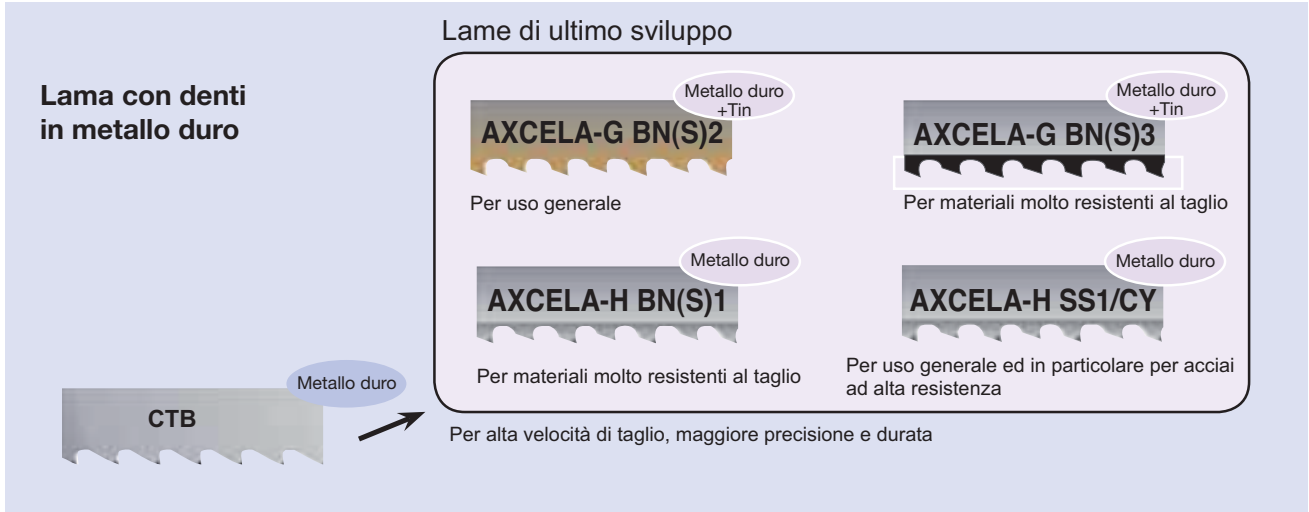 Lame di ultimo sviluppo
Lama con denti
in metallo duro
Metallo duro
+Tin
AXCELA-G BN(S)2
Per uso generale
Metallo duro
+Tin
AXCELA-G BN(S)3
Per materiali molto resistenti al taglio
Metallo duro
AXCELA-H BN(S)1
Per materiali molto resistenti al taglio
Metallo duro
AXCELA-H SS1/CY
Per uso generale ed in particolare per acciai
ad alta resistenza
Metallo duro
CTB
Per alta velocità di taglio, maggiore precisione e durata